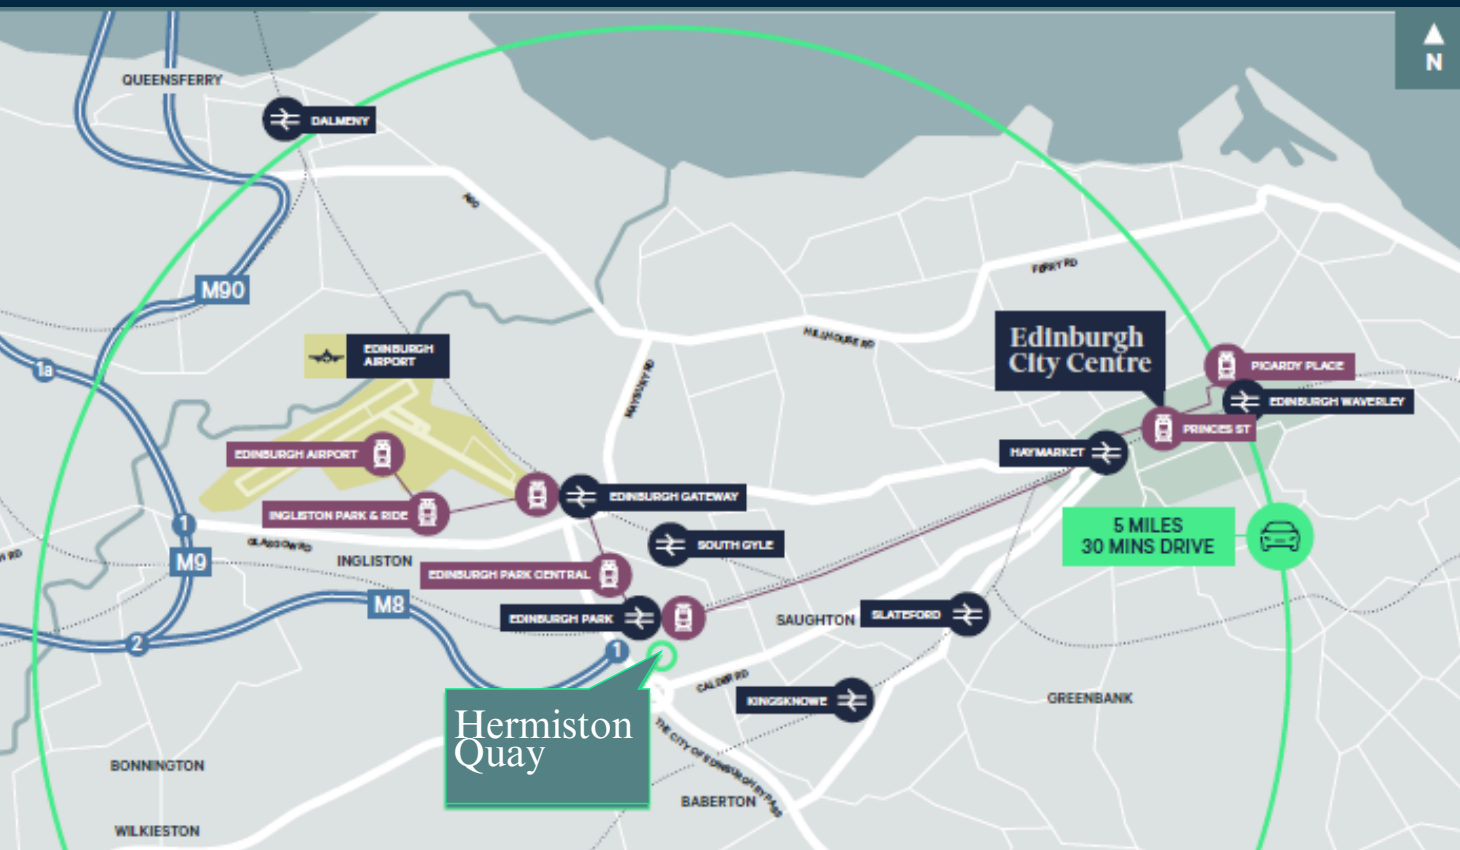 N
QUEENSFERRY
DALMENY
A90
M90
FERRY RD
HILLHOUSE RD
Edinburgh
City Centre
EDINBURGH
AIRPORT
1a
MAYBURY RD
PICARDY PLACE
EDINBURGH WAVERLEY
PRINCES ST
HAYMARKET
EDINBURGH AIRPORT
INGLISTON PARK & RIDE
EDINBURGH GATEWAY
1
GLASGOW RD
SOUTH GYLE
5 MILES
30 MINS DRIVE
RD
M9
INGLISTON
EDINBURGH PARK CENTRAL
M8
EDINBURGH PARK
SAUGHTON
SLATEFORD
2
1
CALDER RD
KINGSKNOWE
GREENBANK
Hermiston
Quay
THE CITY OF EDINBURGH BYPASS
BONNINGTON
BABERTON
WILKIESTON